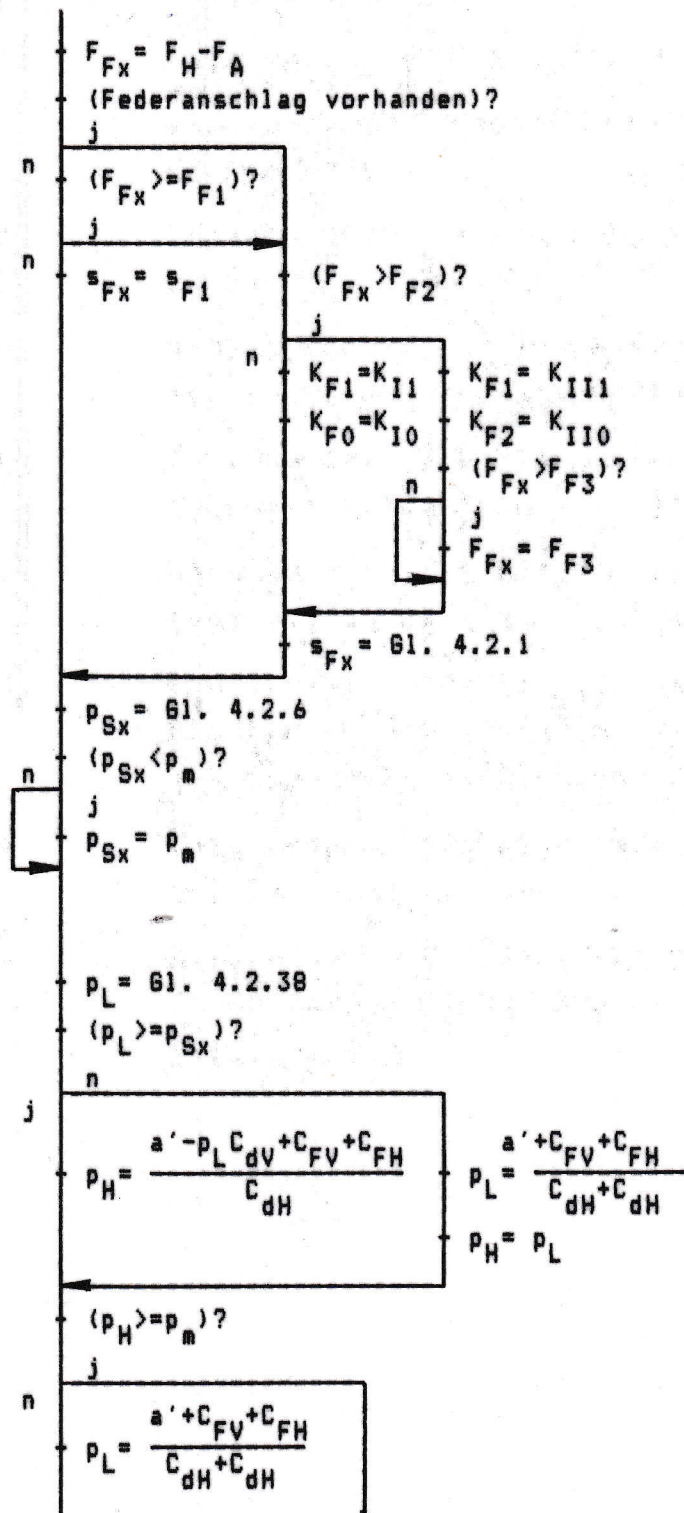 F_Fx = F_H-F_A
(Federanschlag vorhanden)?
j
n
(F_Fx >=F_F1)?
j
n
s_Fx = s_F1
(F_Fx >F_F2)?
j
n
K_F1 =K_I1
K_F1 = K_II1
K_F0 =K_I0
K_F2 = K_II0
(F_Fx >F_F3)?
n
j
F_Fx = F_F3
s_Fx = Gl. 4.2.1
p_Sx = Gl. 4.2.6
(p_Sx <p_m)?
n
j
p_Sx = p_m
p_L = Gl. 4.2.38
(p_L >=p_Sx)?
n
j
a′-p_L C_dV +C_FV +C_FH
p_H =
C_dH
a′+C_FV +C_FH
p_L =
C_dH +C_dH
p_H = p_L
(p_H >=p_m)?
j
n
a′+C_FV +C_FH
p_L =
C_dH +C_dH